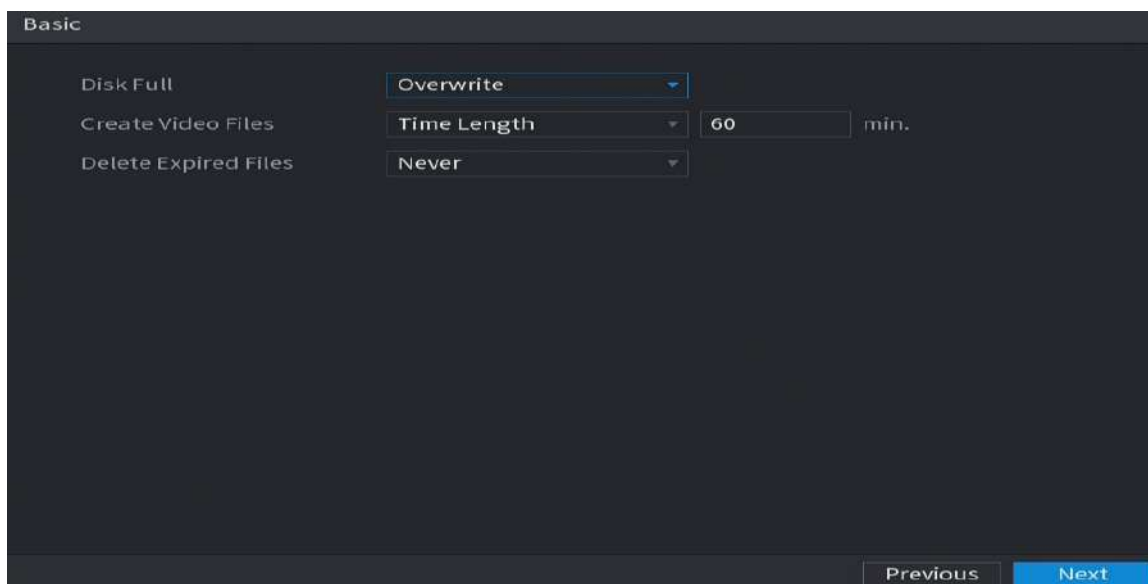 Basic
Disk Full Overwrite
Create Video Files Time Length 60 min.
Delete Expired Files Never
Previous Next